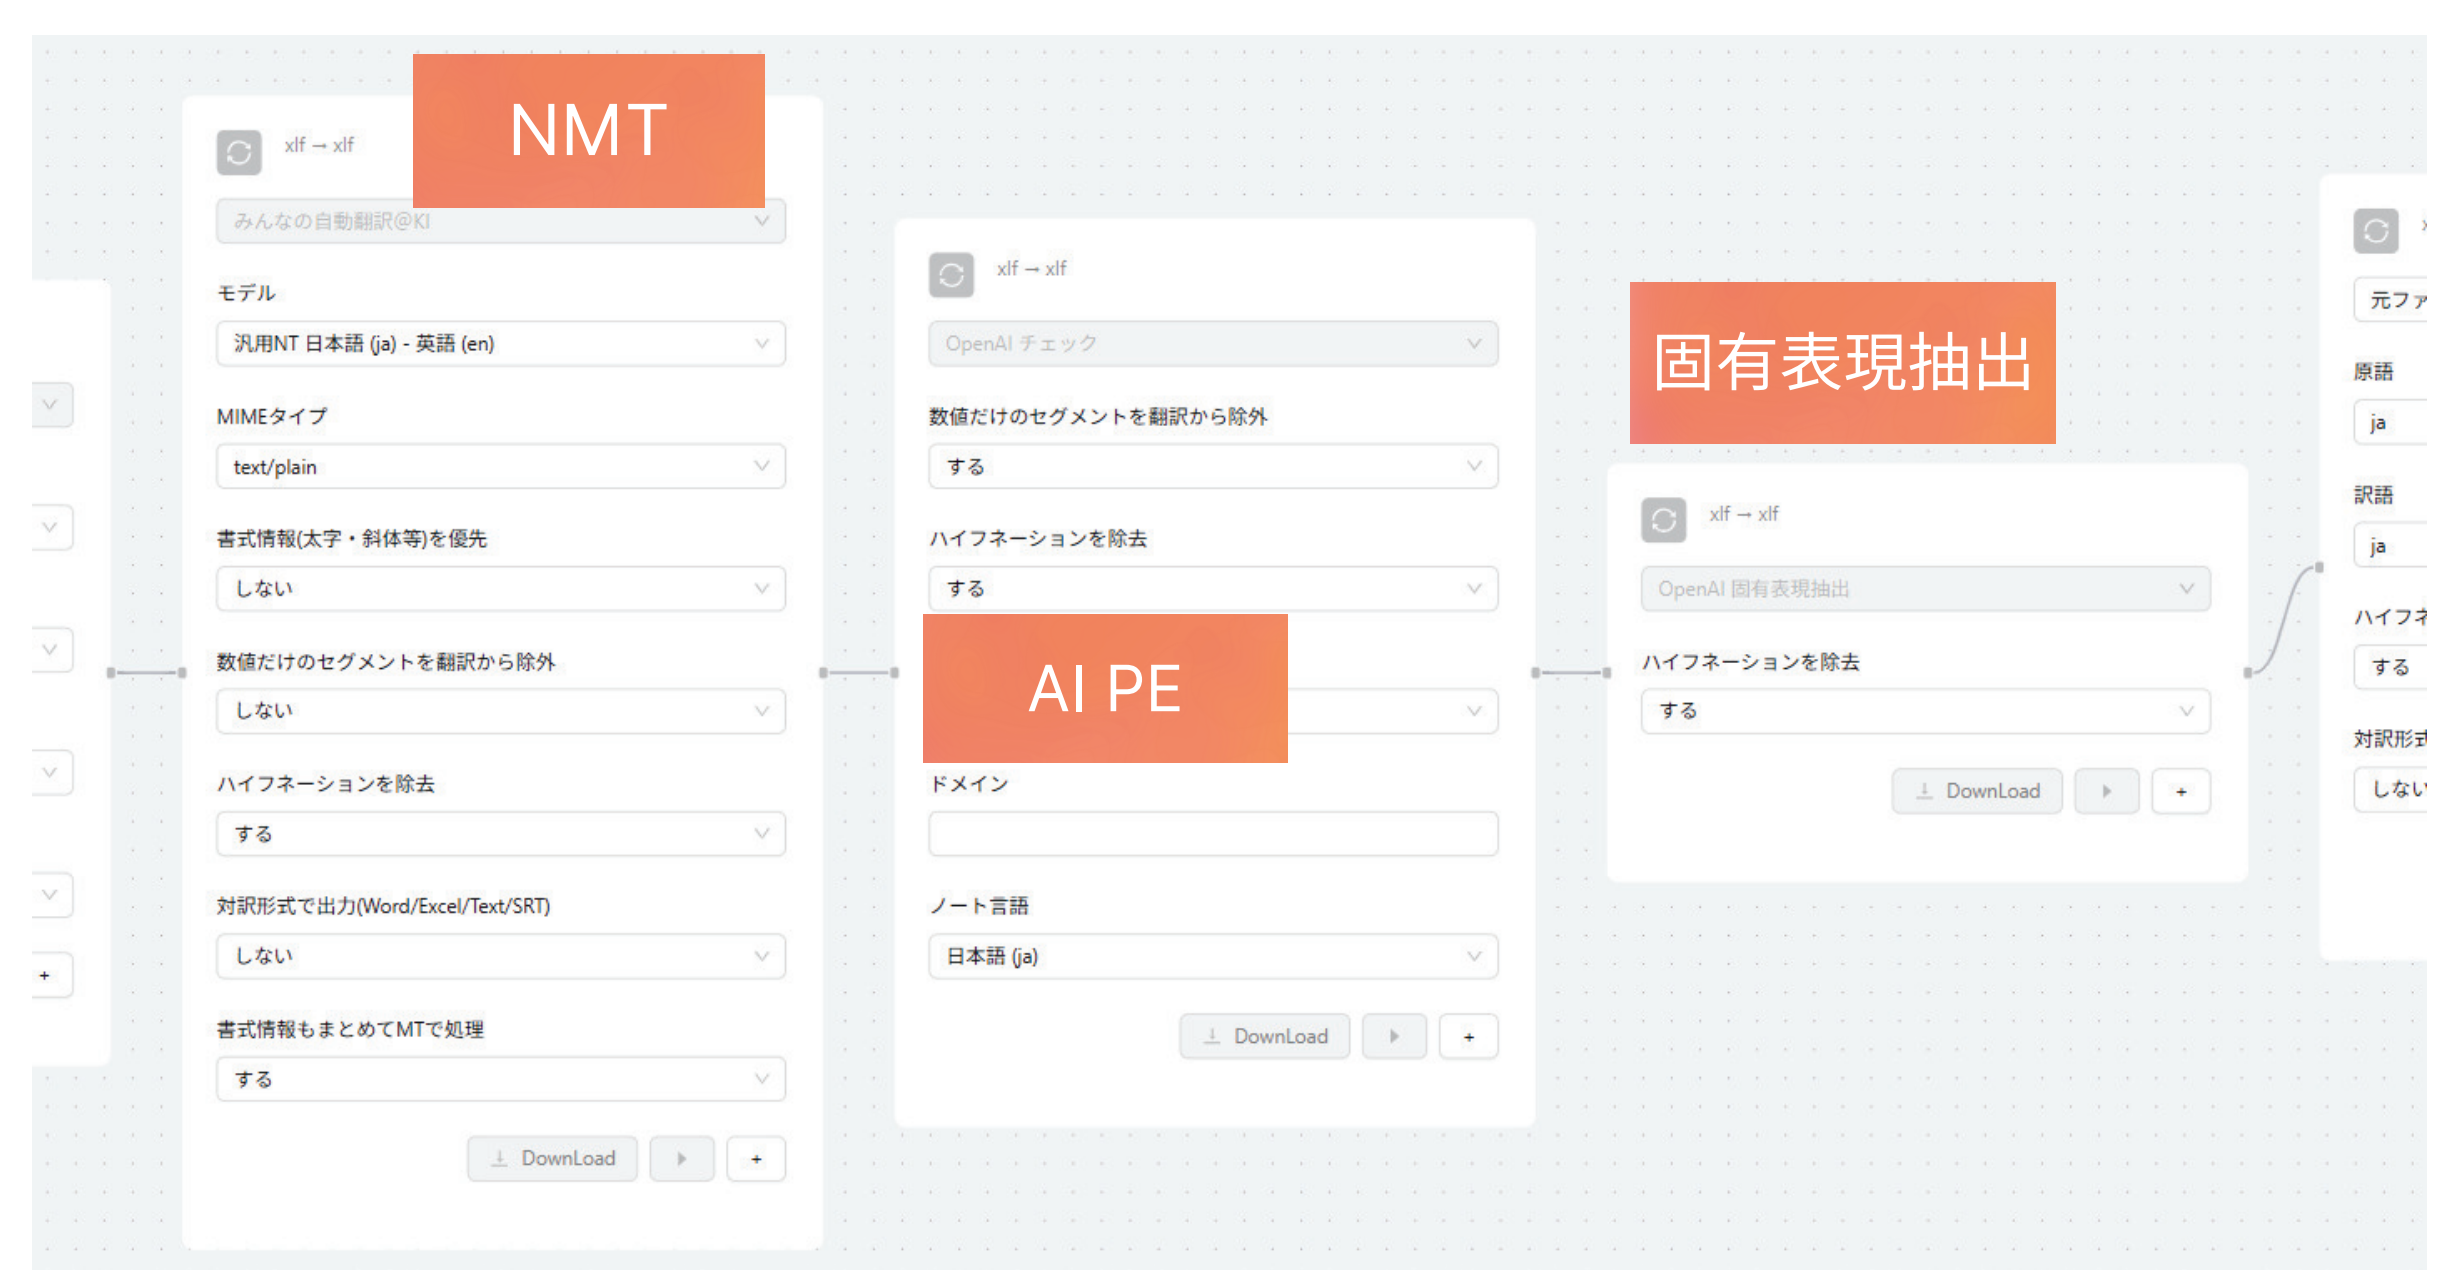 +
NMT
xlf → xlf
みんなの自動翻訳@KI
モデル
汎用NT 日本語 (ja) - 英語 (en)
MIMEタイプ
text/plain
書式情報(太字・斜体等)を優先
しない
数値だけのセグメントを翻訳から除外
しない
ハイフネーションを除去
する
対訳形式で出力(Word/Excel/Text/SRT)
しない
書式情報もまとめてMTで処理
する
DownLoad
+
xlf → xlf
OpenAI チェック
数値だけのセグメントを翻訳から除外
する
ハイフネーションを除去
する
AI PE
ドメイン
ノート言語
日本語 (ja)
DownLoad
+
固有表現抽出
xlf → xlf
OpenAI 固有表現抽出
ハイフネーションを除去
する
DownLoad
+
元ファ
原語
ja
訳語
ja
ハイフネ
する
対訳形式
しない